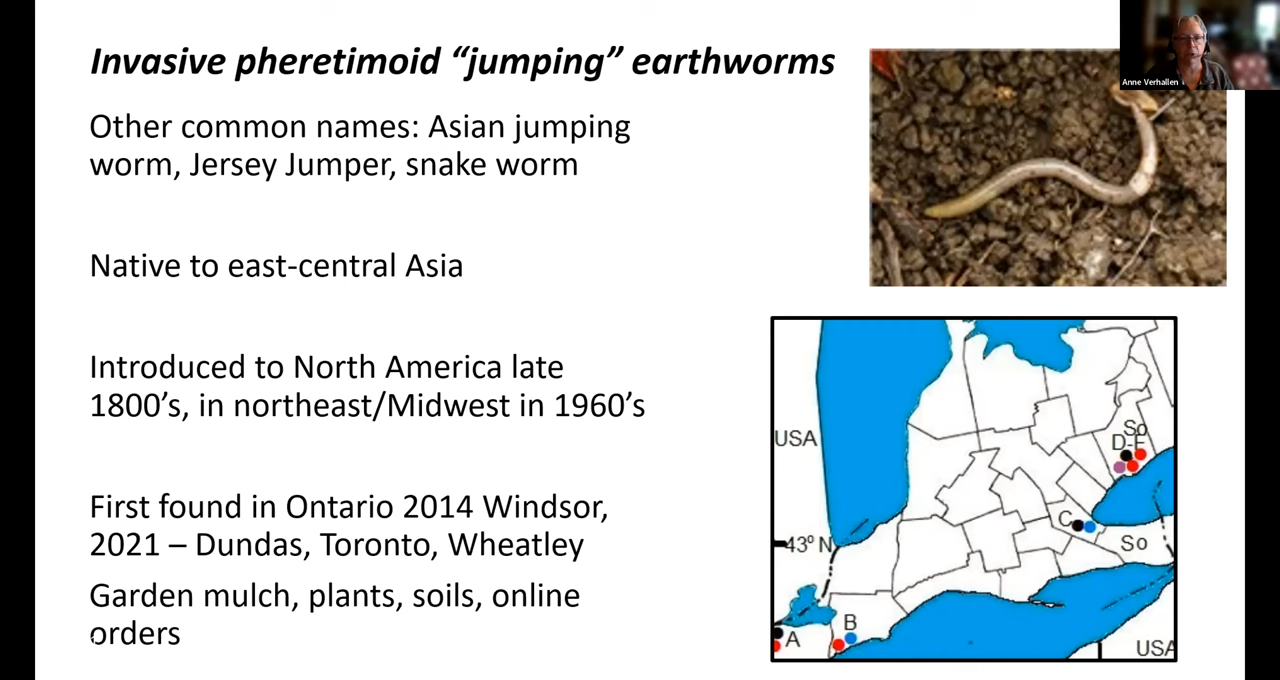 Invasive pheretimoid “jumping” earthworms
Anne Verhallen
Other common names: Asian jumping
worm, Jersey Jumper, snake worm
Native to east-central Asia
Introduced to North America late
1800’s, in northeast/Midwest in 1960’s
First found in Ontario 2014 Windsor,
2021 – Dundas, Toronto, Wheatley
Garden mulch, plants, soils, online
orders
So
USA
D-F
C
43° N
So
B
A
USA